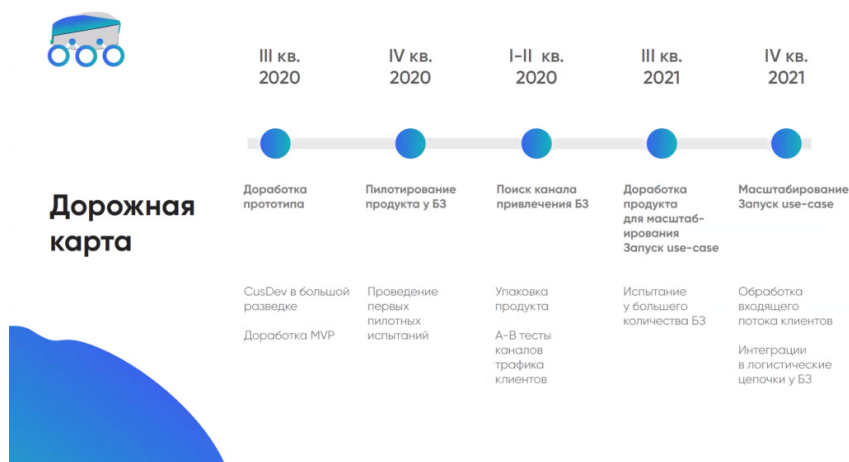 III кв.
2020
IV кв.
2020
I-II кв.
2020
III кв.
2021
IV кв.
2021
Дорожная
карта
Доработка
прототипа
Пилотирование
продукта у БЗ
Поиск канала
привлечения БЗ
Доработка
продукта
для масштаб-
ирования
Запуск use-case
Масштабирование
Запуск use-case
CusDev в большой
разведке
Доработка MVP
Проведение
первых
пилотных
испытаний
Упаковка
продукта
А-В тесты
каналов
трафика
клиентов
Испытание
у большего
количества БЗ
Обработка
входящего
потока клиентов
Интеграции
в логистические
цепочки у БЗ